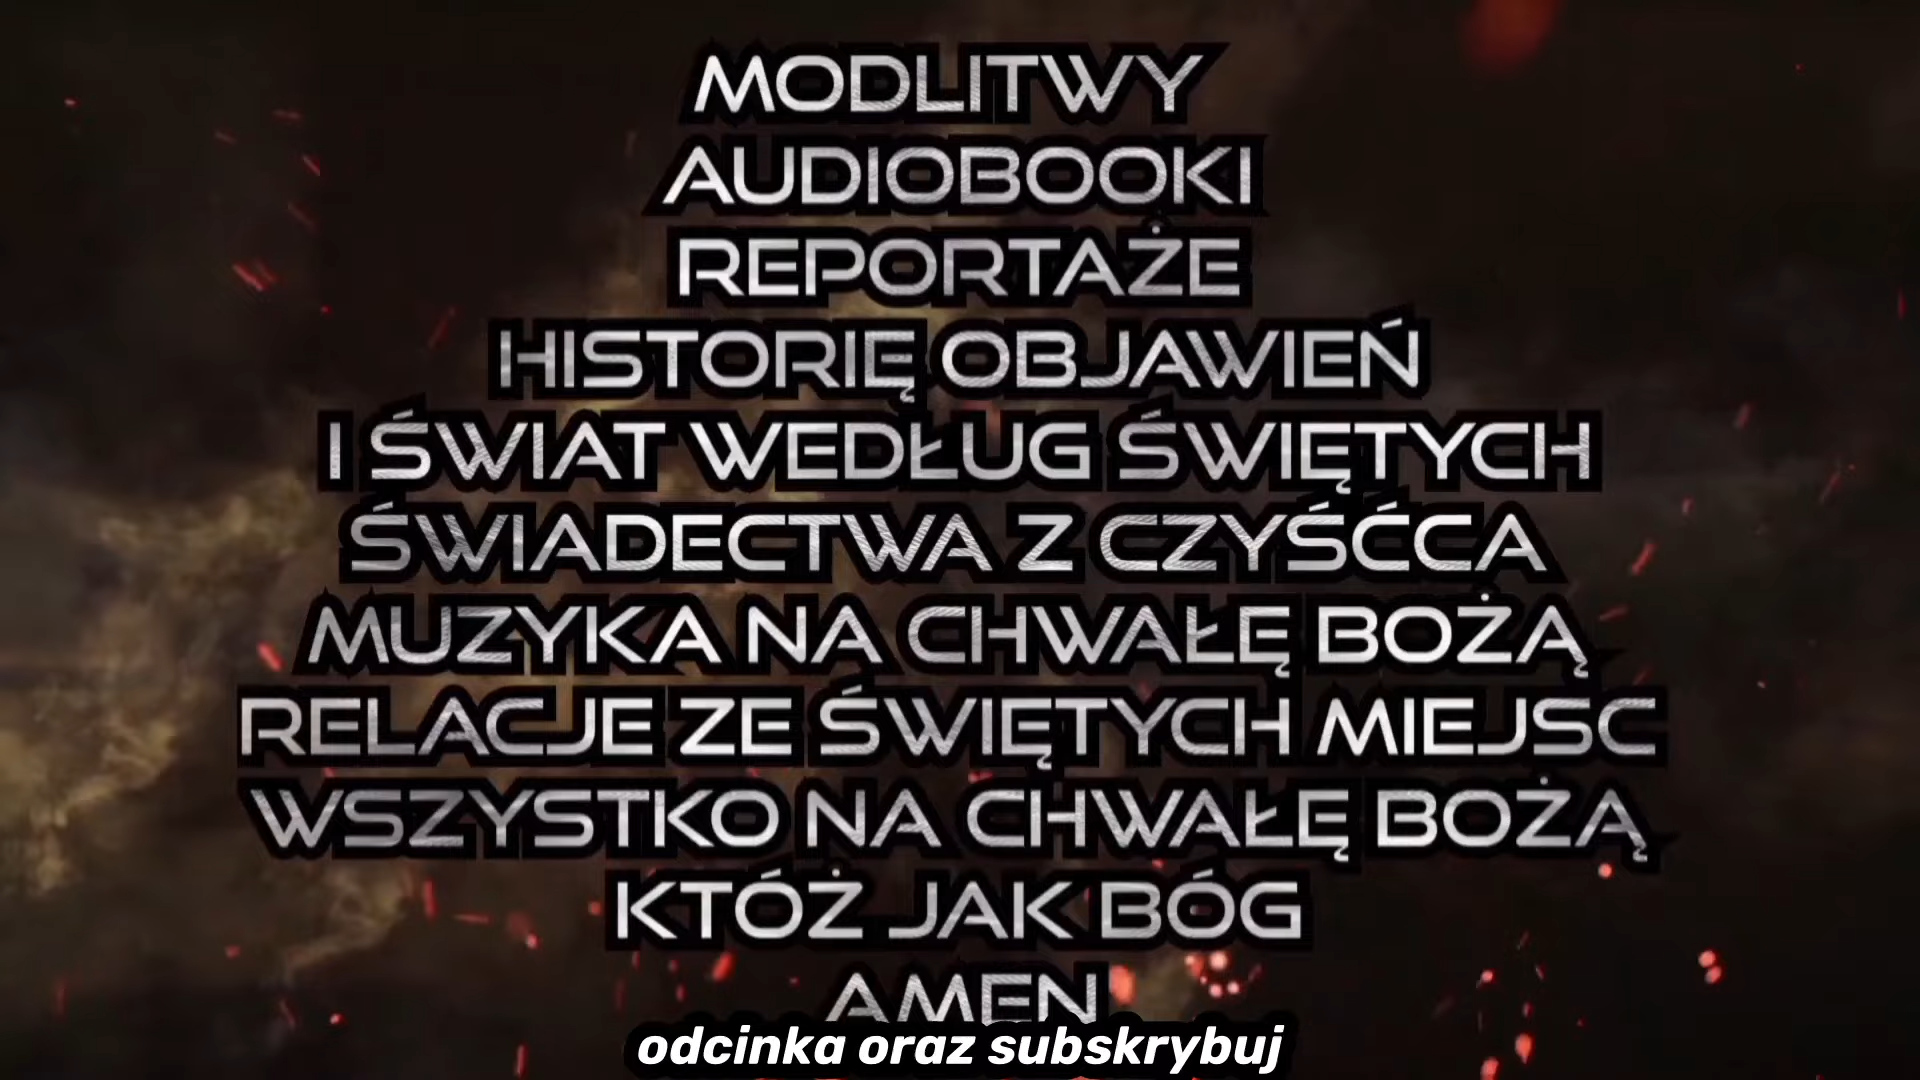 MODLITWY
AUDIOBOOKI
REPORTAŻE
HISTORIĘ OBJAWIEŃ
I ŚWIAT WEDŁUG ŚWIĘTYCH
ŚWIADECTWA Z CZYŚĆCA
MUZYKA NA CHWAŁĘ BOŻĄ
RELACJE ZE ŚWIĘTYCH MIEJSC
WSZYSTKO NA CHWAŁĘ BOŻĄ
KTÓŻ JAK BÓG
AMEN
odcinka oraz subskrybuj